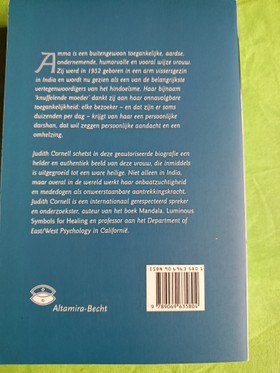 Amma is een buitengewoon toegankelijke, aardse,
ondernemende, humorvolle en vooral wijze vrouw.
Zij werd in 1953 geboren in een arm vissersgezin
in India en wordt nu gezien als een van de belangrijkste
vertegenwoordigers van het hindoeïsme. Haar bijnaam
'knuffelende moeder' dankt zij aan haar onnavolgbare
toegankelijkheid: elke bezoeker – en dat zijn er soms
duizenden per dag – krijgt van haar een persoonlijke
darshan, dat wil zeggen persoonlijke aandacht en een
omhelzing.
Judith Cornell schetst in deze geautoriseerde biografie een
helder en authentiek beeld van deze vrouw, die inmiddels
is uitgegroeid tot een ware heilige. Niet alleen in India,
maar overal in de wereld werkt haar onbaatzuchtigheid
en mededogen als onweerstaanbare aantrekkingskracht.
Judith Cornell is een internationaal gerespecteerd spreker
en onderzoekster, auteur van het boek Mandala, Luminous
Symbols for Healing en professor aan het Department of
East/West Psychology in Californië.
Altamira-Becht
9 789069 635804